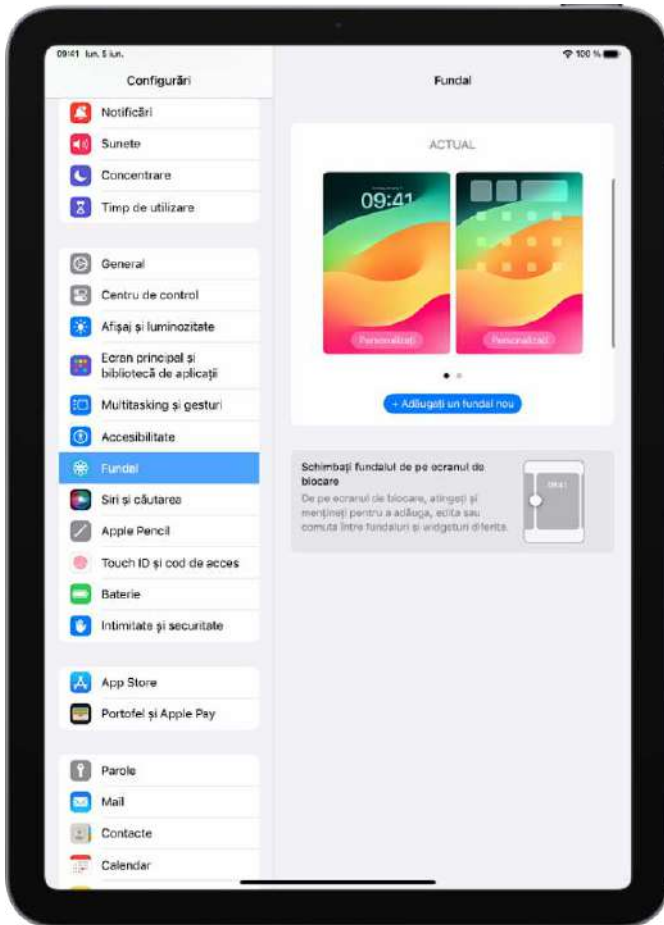 09:41 lun. 5 iun.
100 %
Configurări
Fundal
Notificări
Sunete
Concentrare
Timp de utilizare
General
Centru de control
Afișaj și luminozitate
Ecran principal și
bibliotecă de aplicații
Multitasking și gesturi
Accesibilitate
Fundal
Siri și căutarea
Apple Pencil
Touch ID și cod de acces
Baterie
Intimitate și securitate
App Store
Portofel și Apple Pay
Parole
Mail
Contacte
Calendar
ACTUAL
09:41
Personalizați
Personalizați
+ Adăugați un fundal nou
Schimbați fundalul de pe ecranul de
blocare
De pe ecranul de blocare, atingeți și
mențineți pentru a adăuga, edita sau
comuta între fundaluri și widgeturi diferite.
09:41